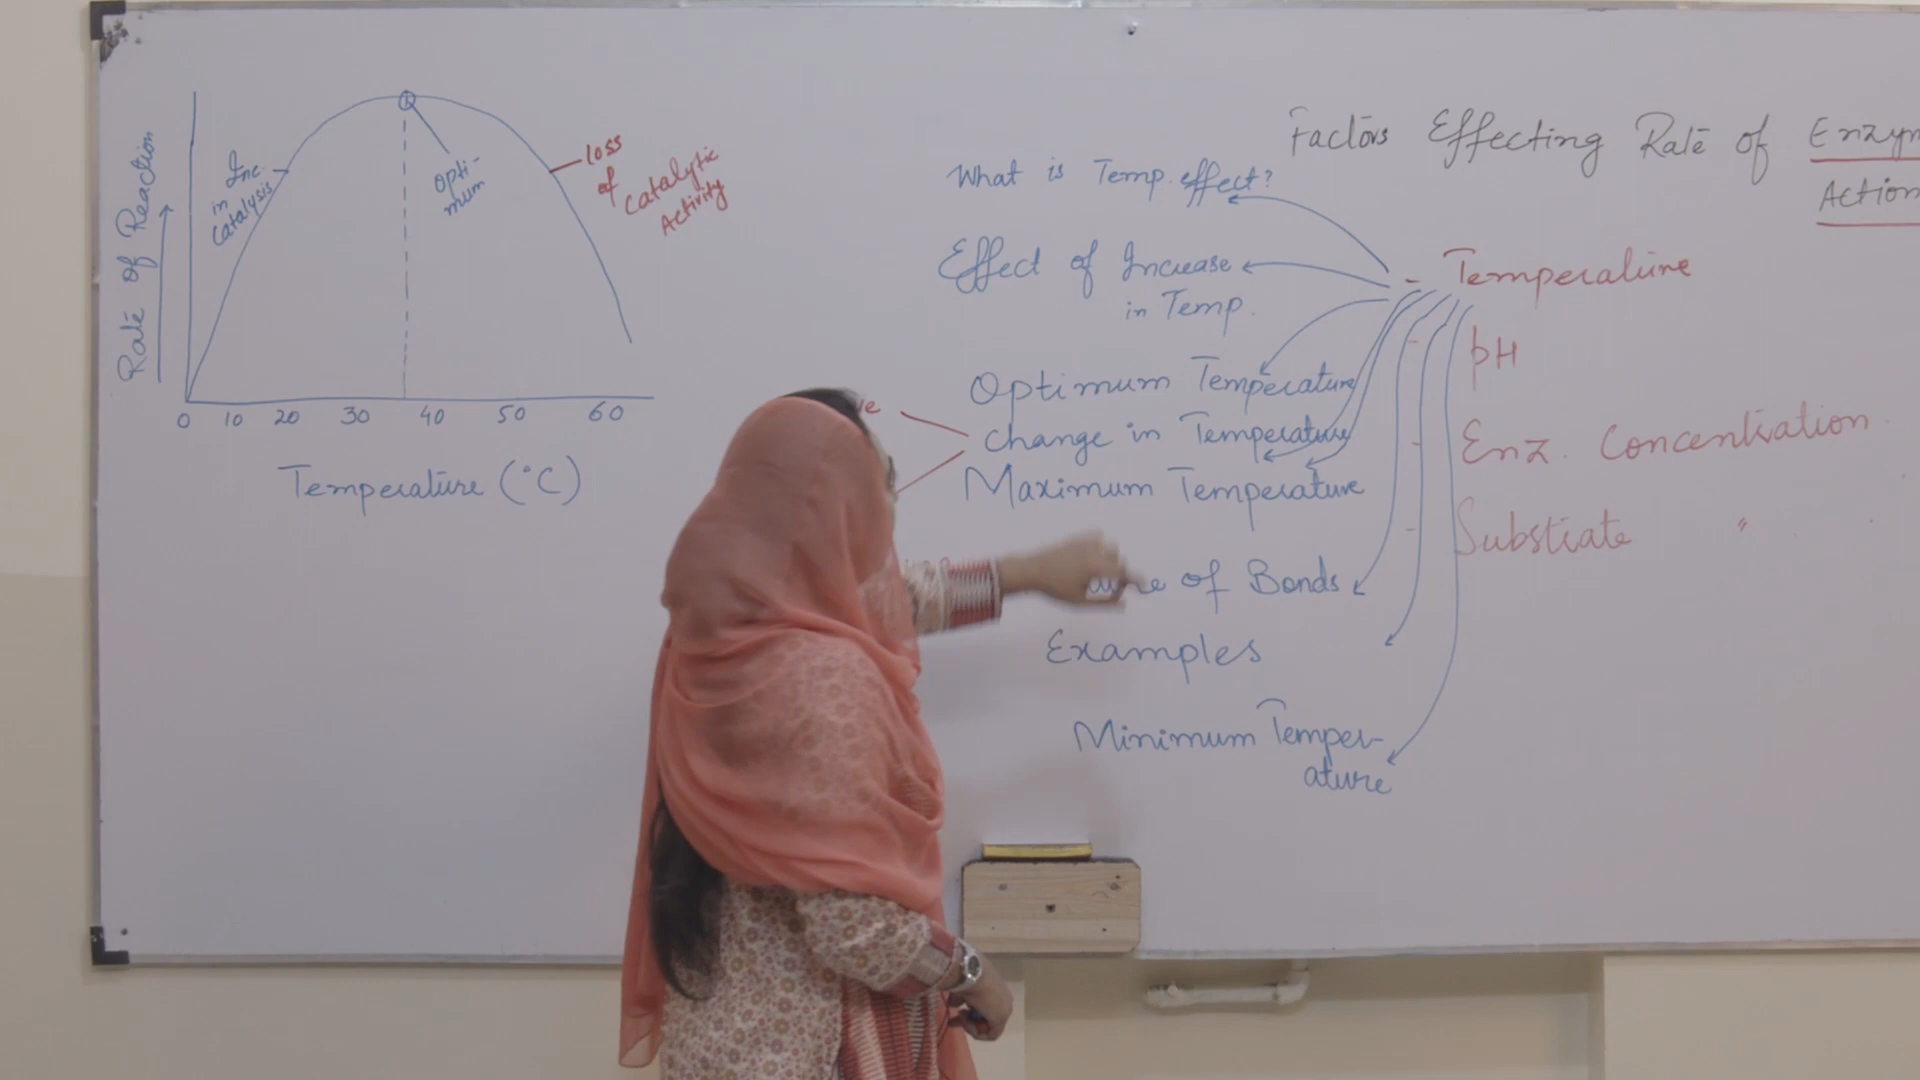 Rate of Reaction
Inc.
in
Catalysis
Opti-
mum
loss
of
Catalytic
Activity
0 10 20 30 40 50 60
Temperature (°C)
What is Temp. effect?
Effect of Increase
in Temp.
Optimum Temperature
change in Temperature
Maximum Temperature
of Bonds
Examples
Minimum Temper-
ature
Factors Effecting Rate of Enzym
Action
- Temperature
- pH
- Enz. Concentration
- Substrate "